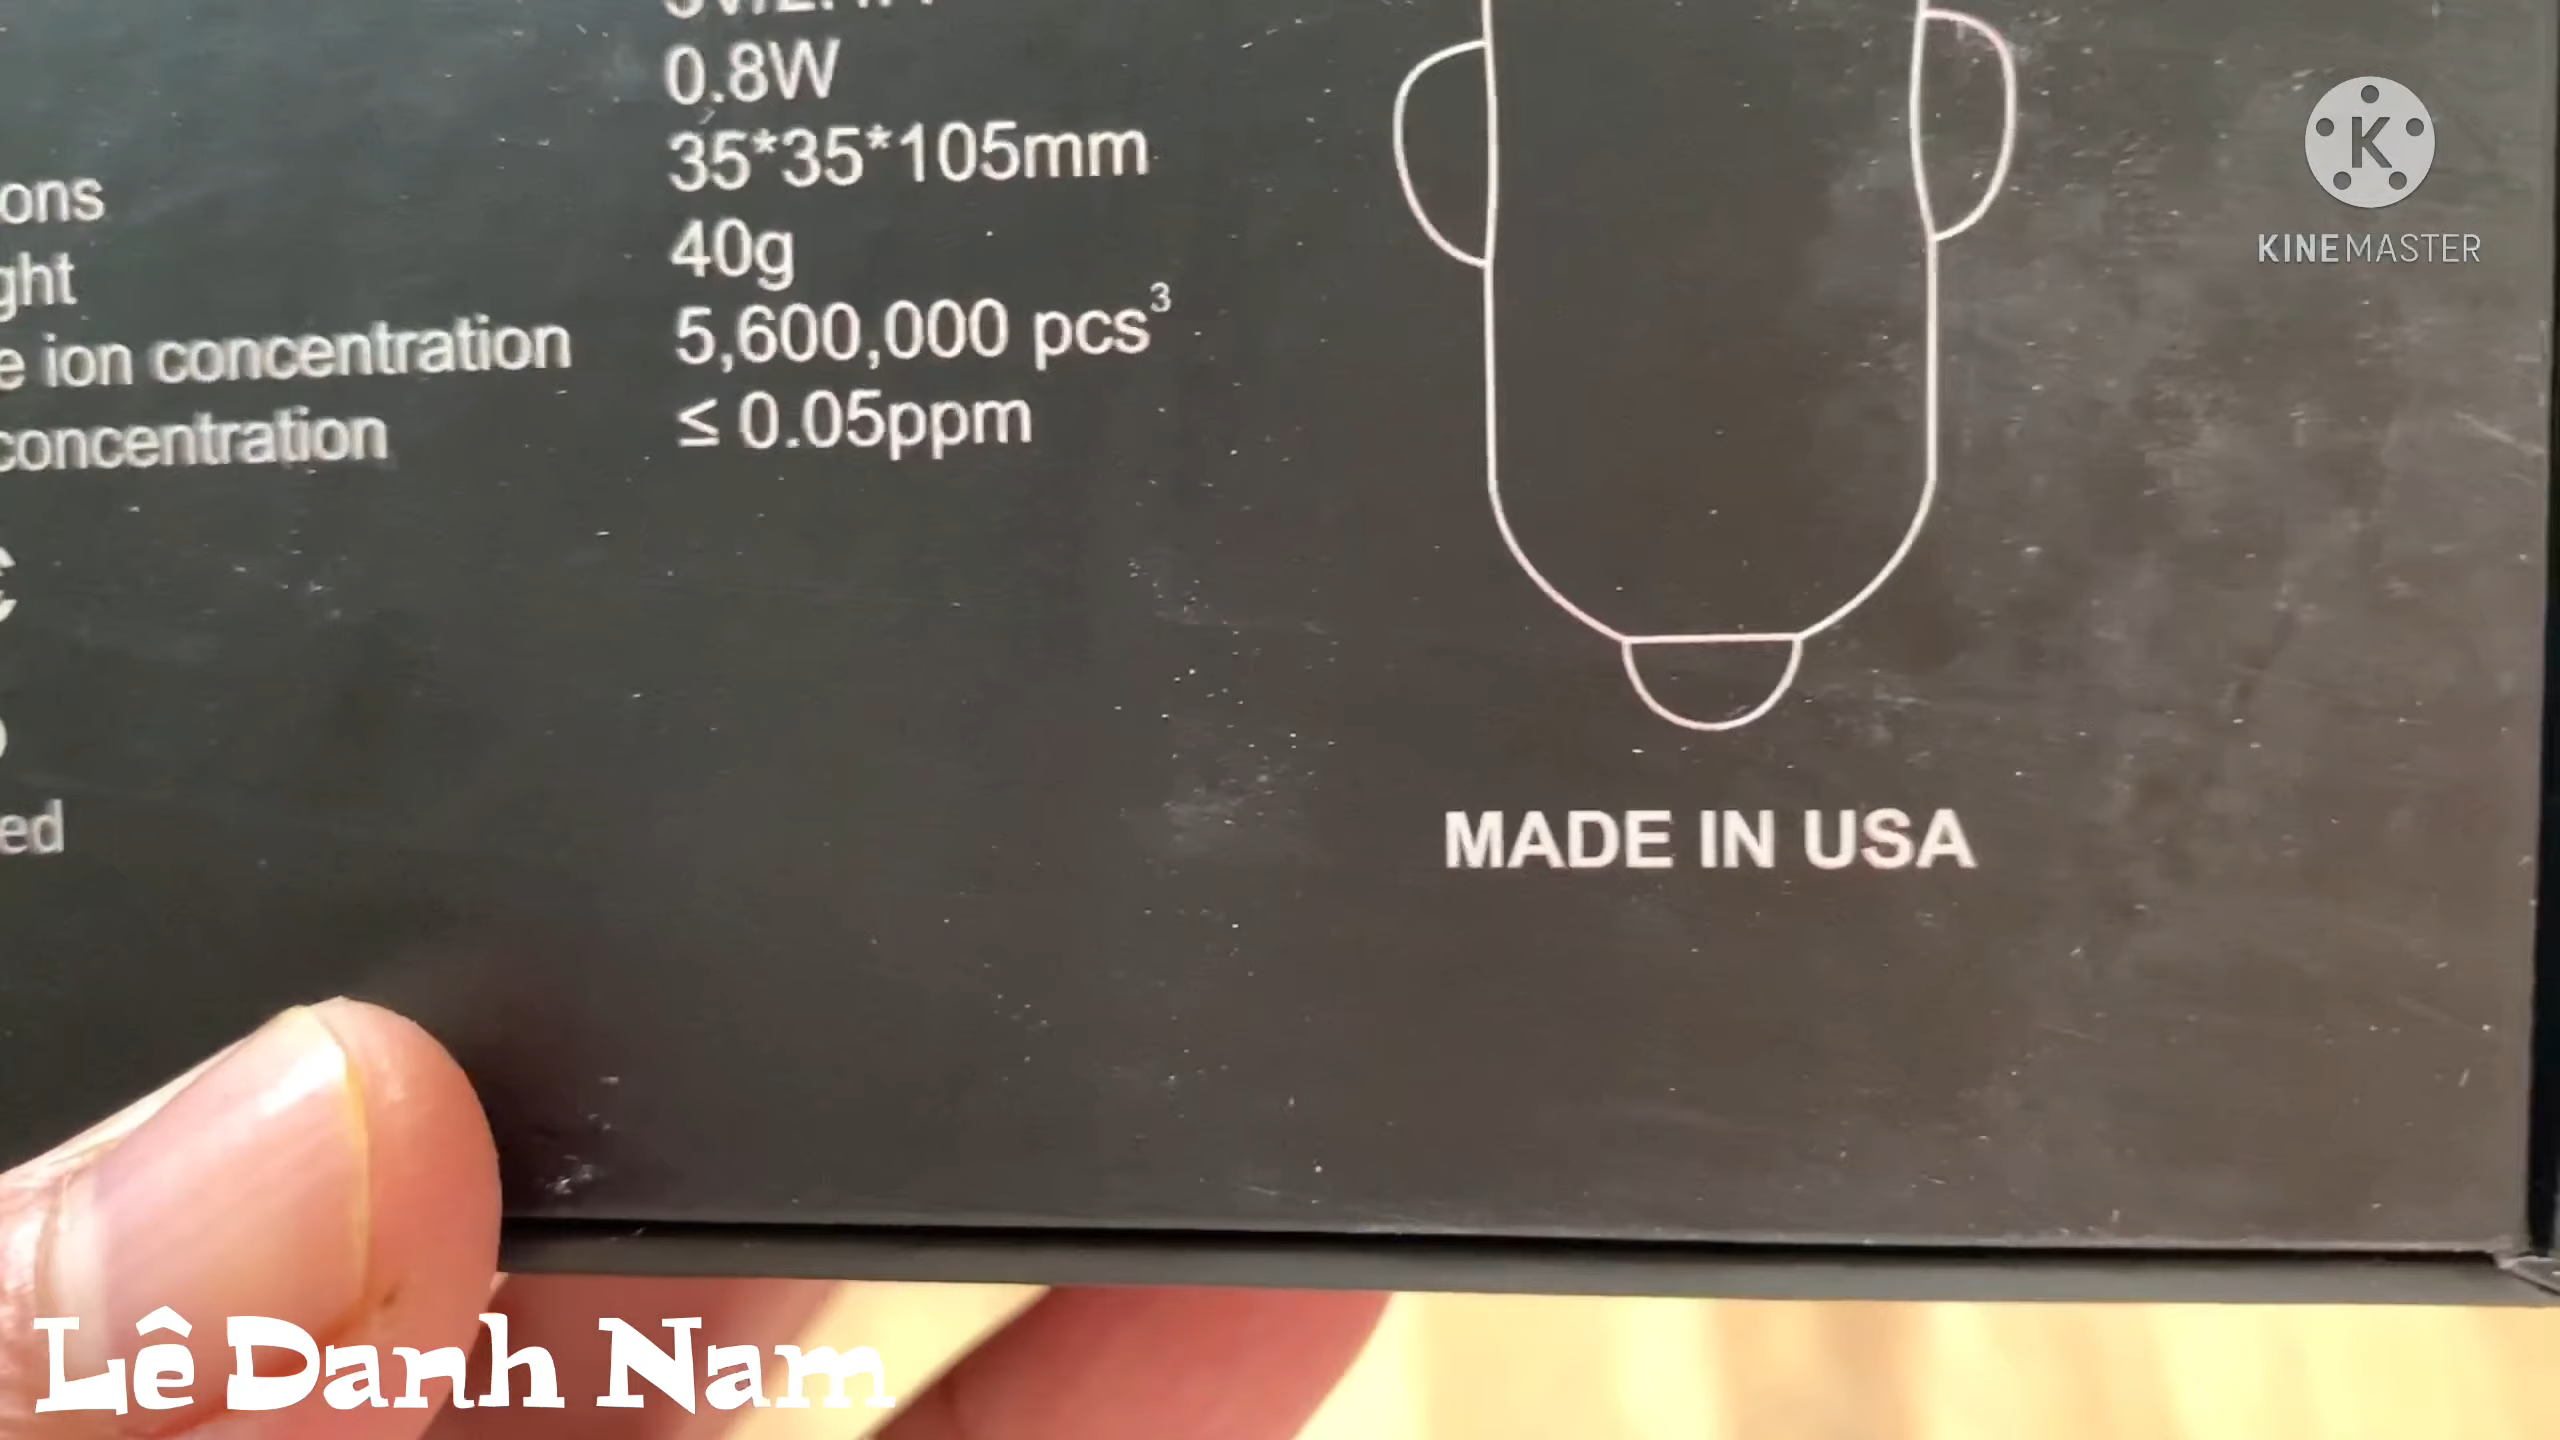 0.8W
35*35*105mm
ons
40g
ght
5,600,000 pcs³
e ion concentration
≤ 0.05ppm
concentration
ed
MADE IN USA
K
KINEMASTER
Lê Danh Nam